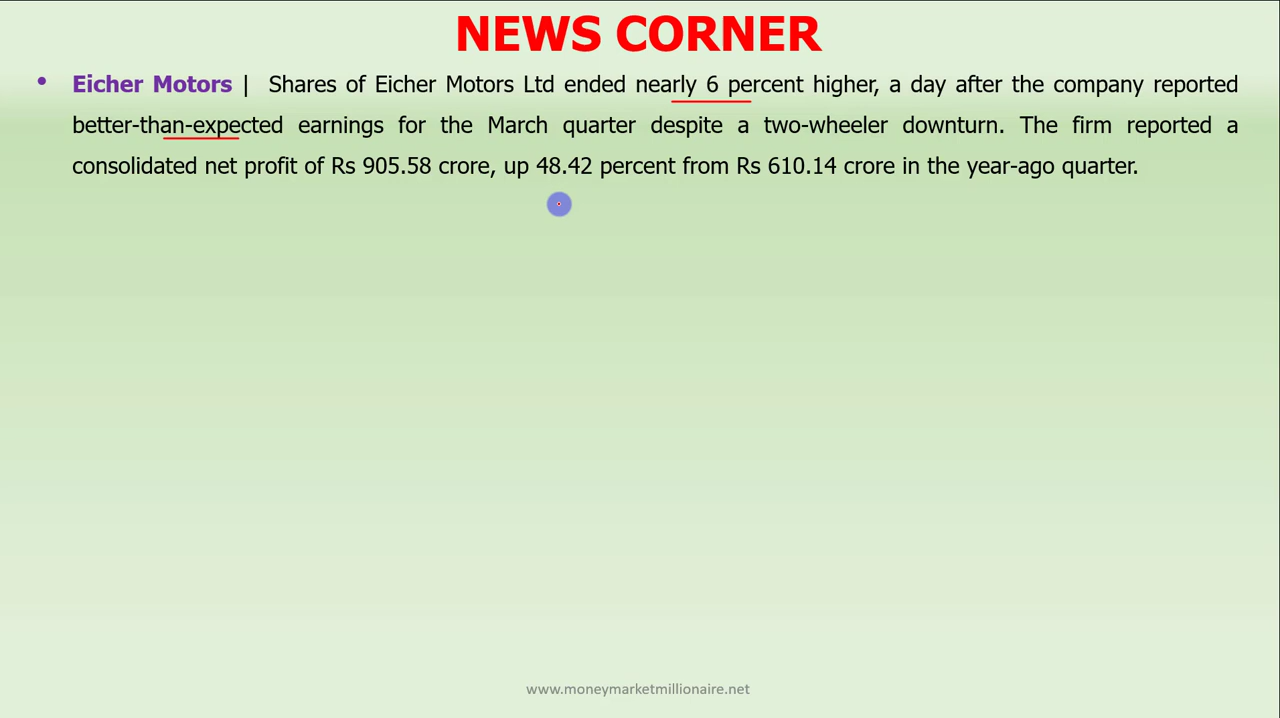 NEWS CORNER
• Eicher Motors | Shares of Eicher Motors Ltd ended nearly 6 percent higher, a day after the company reported
better-than-expected earnings for the March quarter despite a two-wheeler downturn. The firm reported a
consolidated net profit of Rs 905.58 crore, up 48.42 percent from Rs 610.14 crore in the year-ago quarter.
www.moneymarketmillionaire.net